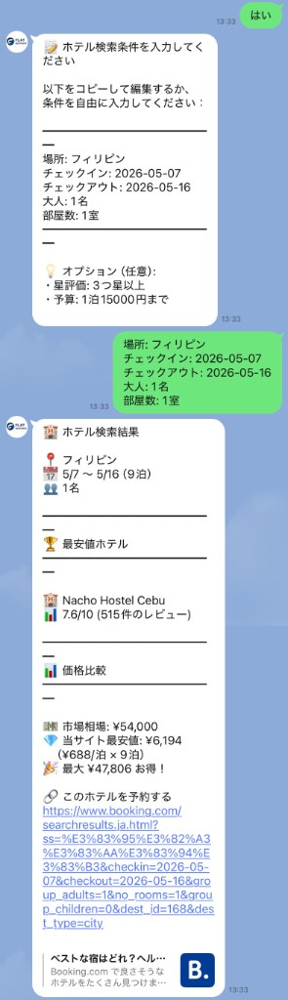 はい
13:33
FLAT
📝 ホテル検索条件を入力してく
ださい
以下をコピーして編集するか、
条件を自由に入力してください：
━━━━━━━━━━━━━━━
━
場所: フィリピン
チェックイン: 2026-05-07
チェックアウト: 2026-05-16
大人: 1名
部屋数: 1室
━━━━━━━━━━━━━━━
━
💡 オプション（任意）:
・星評価: 3つ星以上
・予算: 1泊15000円まで
13:33
場所: フィリピン
チェックイン: 2026-05-07
チェックアウト: 2026-05-16
大人: 1名
部屋数: 1室
13:33
FLAT
🏨 ホテル検索結果
📍 フィリピン
📅 5/7 〜 5/16（9泊）
👥 1名
━━━━━━━━━━━━━━━
━
🏆 最安値ホテル
━━━━━━━━━━━━━━━
━
🏨 Nacho Hostel Cebu
📊 7.6/10 (515件のレビュー)
━━━━━━━━━━━━━━━
━
📊 価格比較
━━━━━━━━━━━━━━━
━
💵 市場相場: ¥54,000
💎 当サイト最安値: ¥6,194
（¥688/泊 × 9泊）
🎉 最大 ¥47,806 お得！
🔗 このホテルを予約する
https://www.booking.com/
searchresults.ja.html?
ss=%E3%83%95%E3%82%A3
%E3%83%AA%E3%83%94%E
3%83%B3&checkin=2026-05-
07&checkout=2026-05-16&gro
up_adults=1&no_rooms=1&group
_children=0&dest_id=168&des
t_type=city
ベストな宿はどれ？ヘル…
Booking.com で良さそうな
ホテルをたくさん見つけま…
B.
13:33